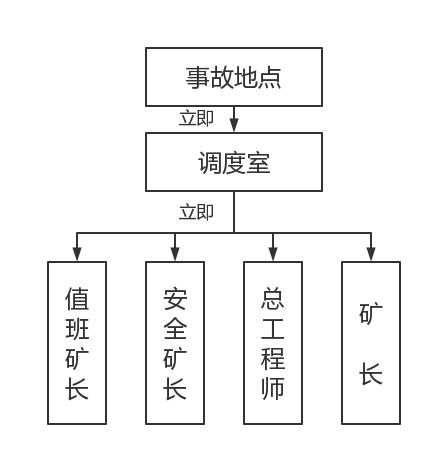 事故地点
立即
调度室
立即
值班矿长
安全矿长
总工程师
矿长